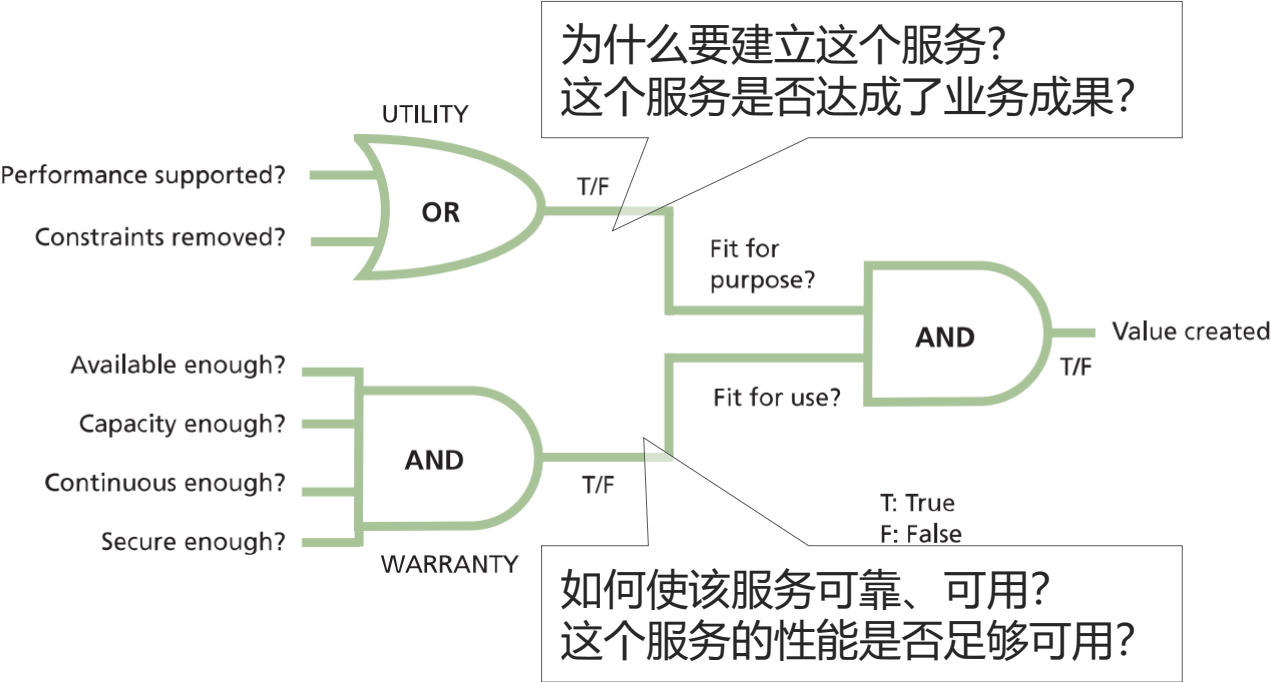 为什么要建立这个服务?
这个服务是否达成了业务成果?
UTILITY
Performance supported?
Constraints removed?
OR
T/F
Fit for
purpose?
AND
Value created
T/F
Fit for use?
Available enough?
Capacity enough?
Continuous enough?
Secure enough?
AND
T/F
WARRANTY
T: True
F: False
如何使该服务可靠、可用?
这个服务的性能是否足够可用?